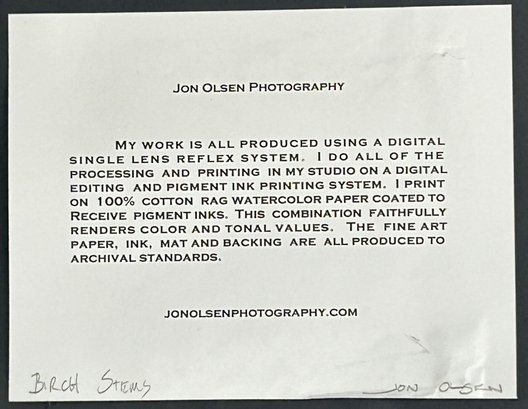 Jon Olsen Photography
My work is all produced using a digital
single lens reflex system. I do all of the
processing and printing in my studio on a digital
editing and pigment ink printing system. I print
on 100% cotton rag watercolor paper coated to
Receive pigment inks. This combination faithfully
renders color and tonal values. The fine art
paper, ink, mat and backing are all produced to
archival standards.
jonolsenphotography.com
Birch Stems
Jon Olsen